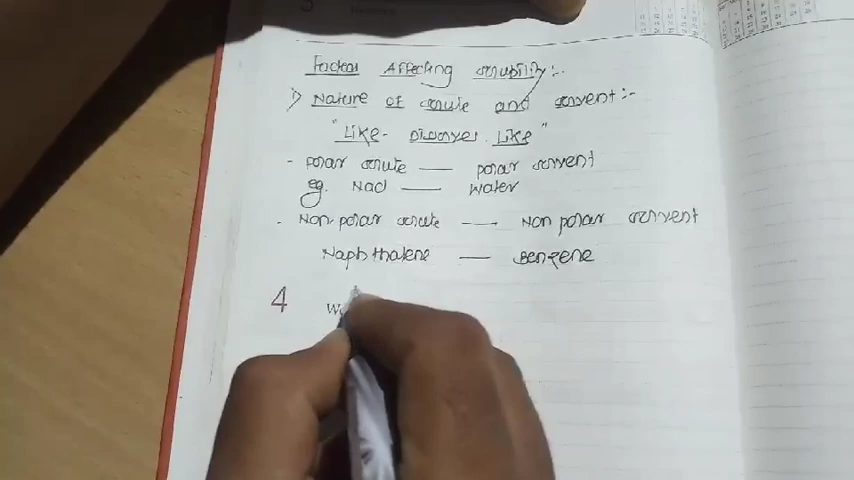 Factors Affecting solubility :-
1) Nature of solute and solvent :-
"Like - Dissolves Like"
- polar solute — polar solvent
eg. NaCl — Water
- Non polar solute → Non polar solvent
Naphthalene — Benzene
4